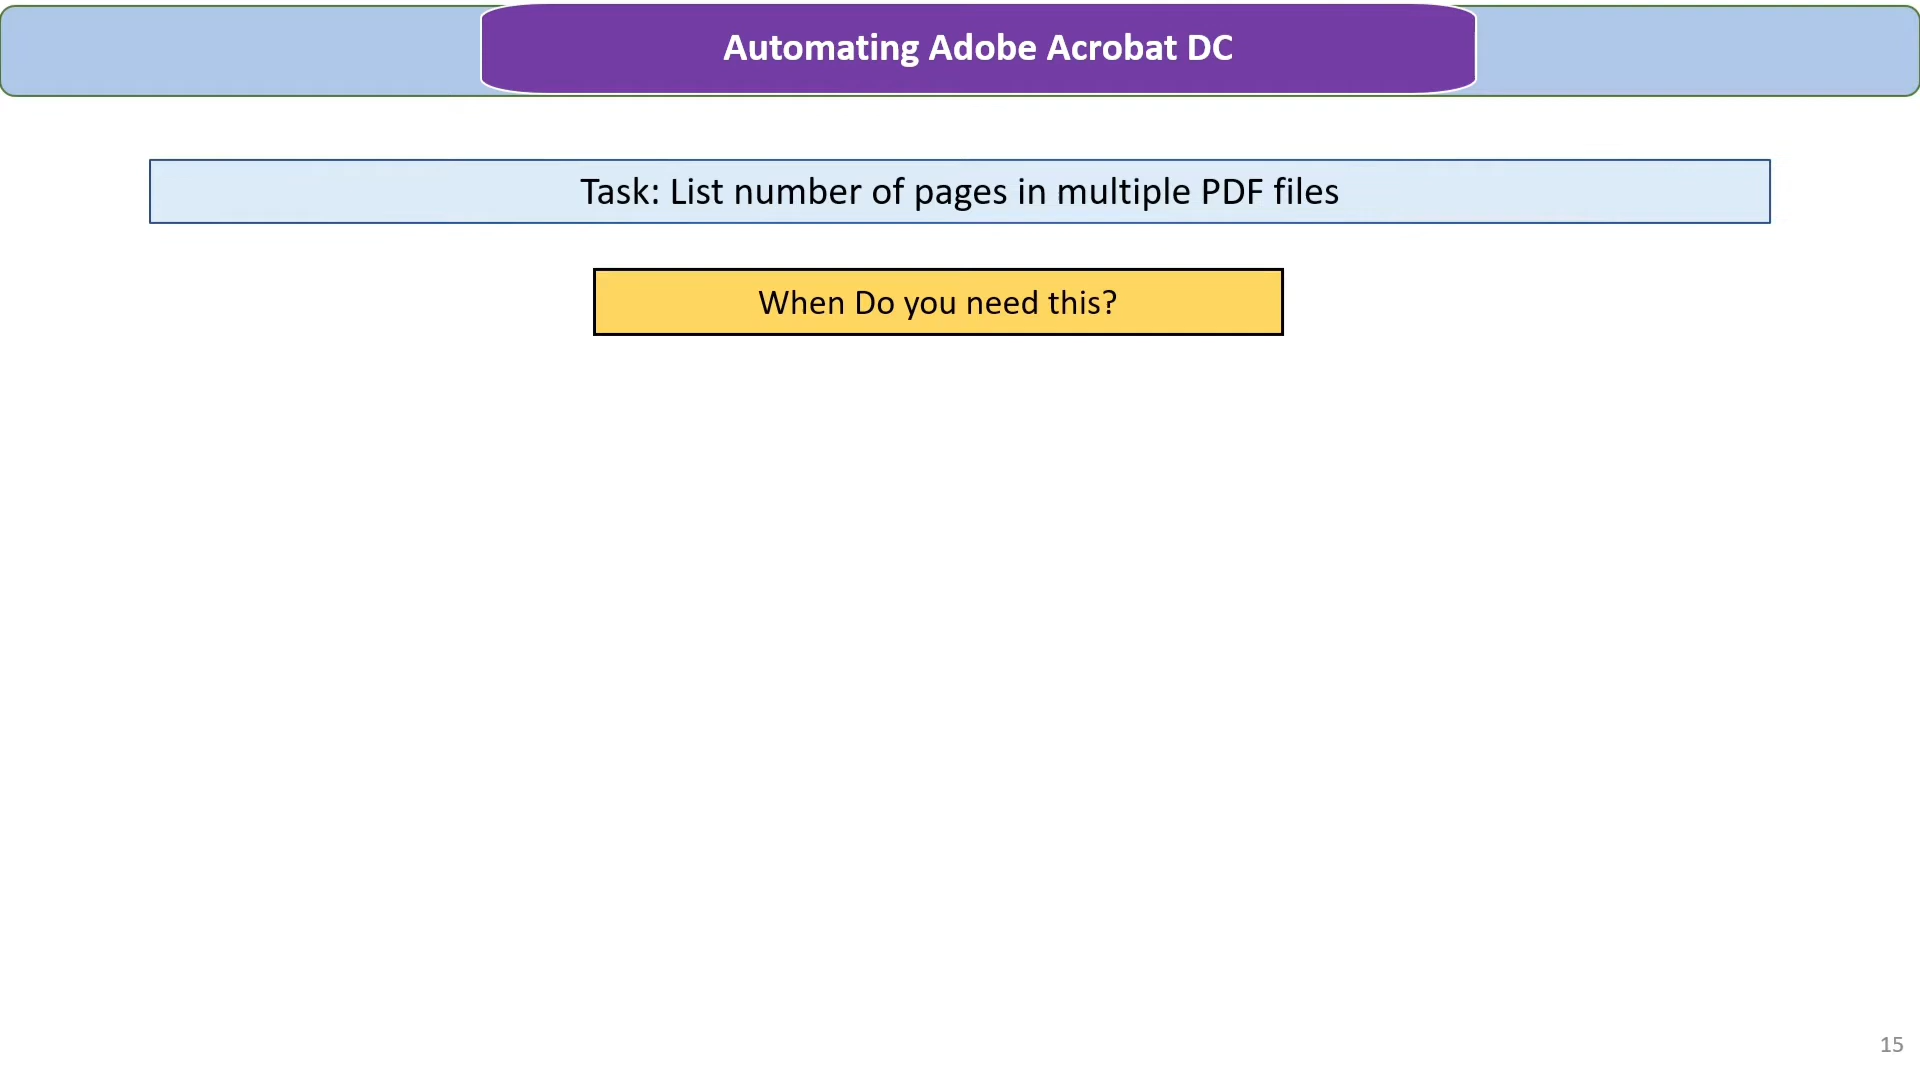 Automating Adobe Acrobat DC
Task: List number of pages in multiple PDF files
When Do you need this?
15